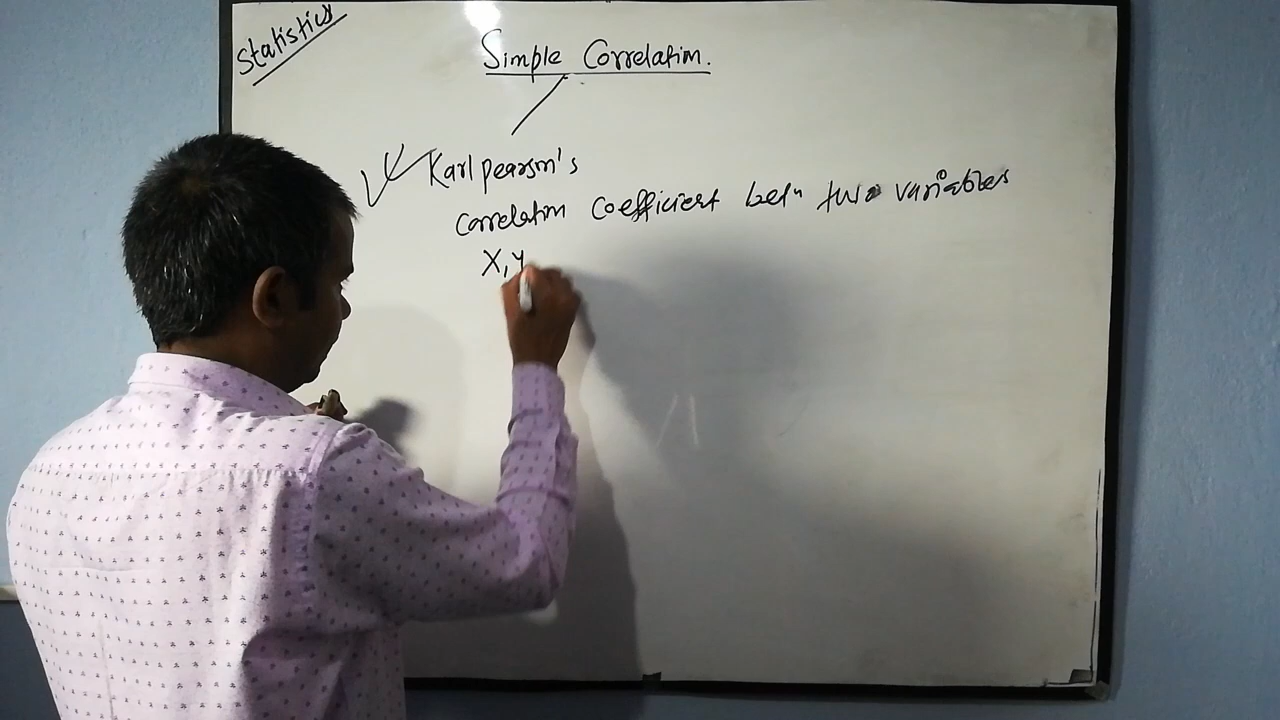 Statistics
Simple Correlation.
Karl pearson's
correlation coefficient betn two variables
X, Y